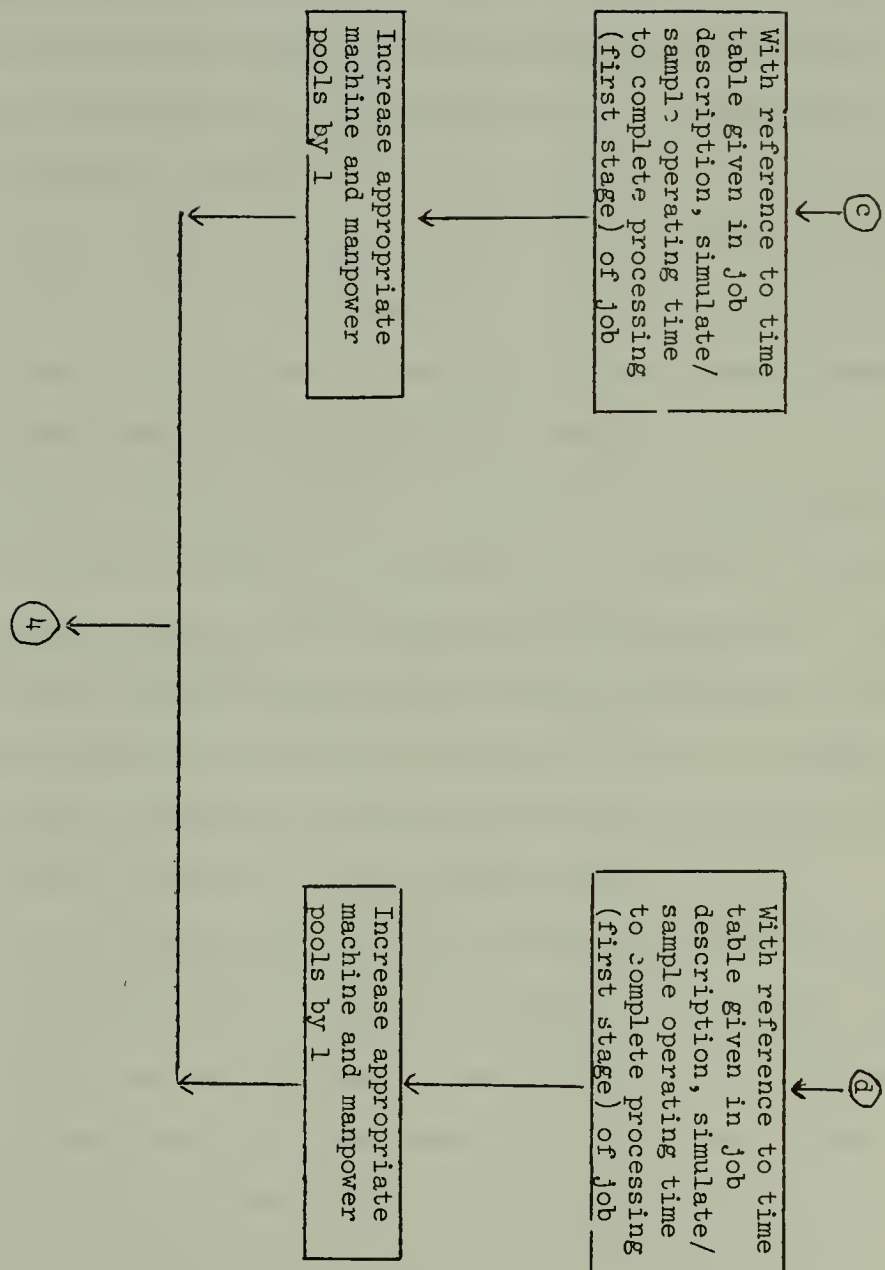 c
With reference to time
table given in job
description, simulate/
sample operating time
to complete processing
(first stage) of job
Increase appropriate
machine and manpower
pools by 1
d
With reference to time
table given in job
description, simulate/
sample operating time
to complete processing
(first stage) of job
Increase appropriate
machine and manpower
pools by 1
4